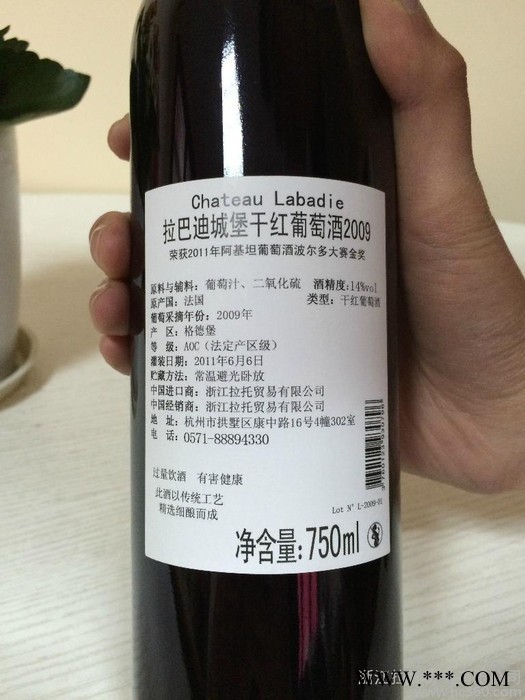 Chateau Labadie
拉巴迪城堡干红葡萄酒2009
荣获2011年阿基坦葡萄酒波尔多大赛金奖
原料与辅料：葡萄汁、二氧化硫 酒精度:14%vol
原产国：法国 类型：干红葡萄酒
葡萄采摘年份：2009年
产 区：格德堡
等 级：AOC（法定产区级）
灌装日期：2011年6月6日
贮藏方法：常温避光卧放
中国进口商：浙江拉托贸易有限公司
中国经销商：浙江拉托贸易有限公司
地 址：杭州市拱墅区康中路16号4幢302室
电 话：0571-88894330
过量饮酒 有害健康
此酒以传统工艺
精选细酿而成
Lot N° L-2009-01
净含量:750ml
WWW.***.COM